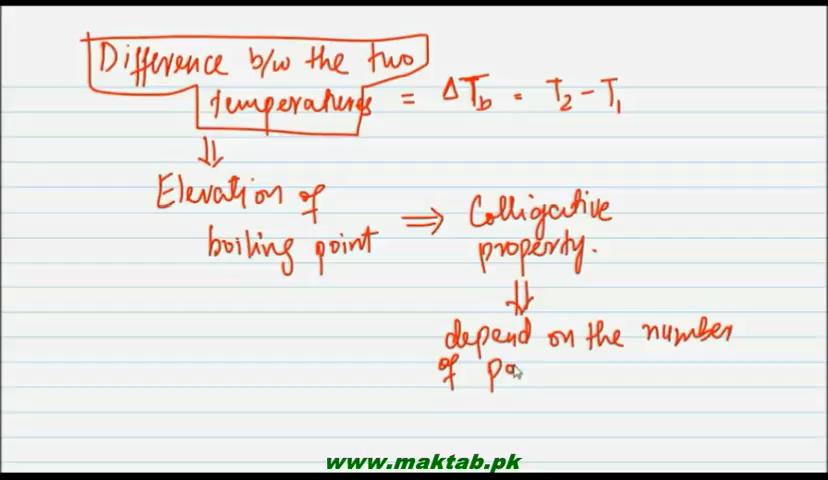 Difference b/w the two
temperatures = ΔTb = T2 - T1
⇓
Elevation of
boiling point ⇒ Colligative
property.
⇓
depend on the number
of pa
www.maktab.pk